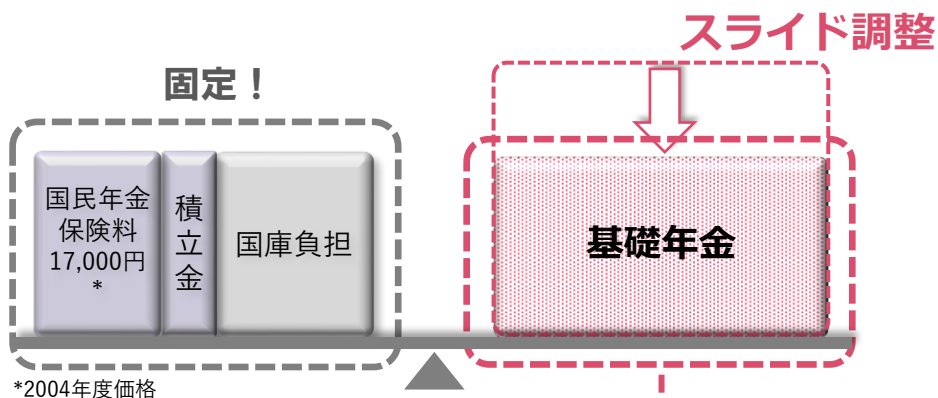 スライド調整
固定！
国民年金
保険料
17,000円
*
積
立
金
国庫負担
基礎年金
*2004年度価格